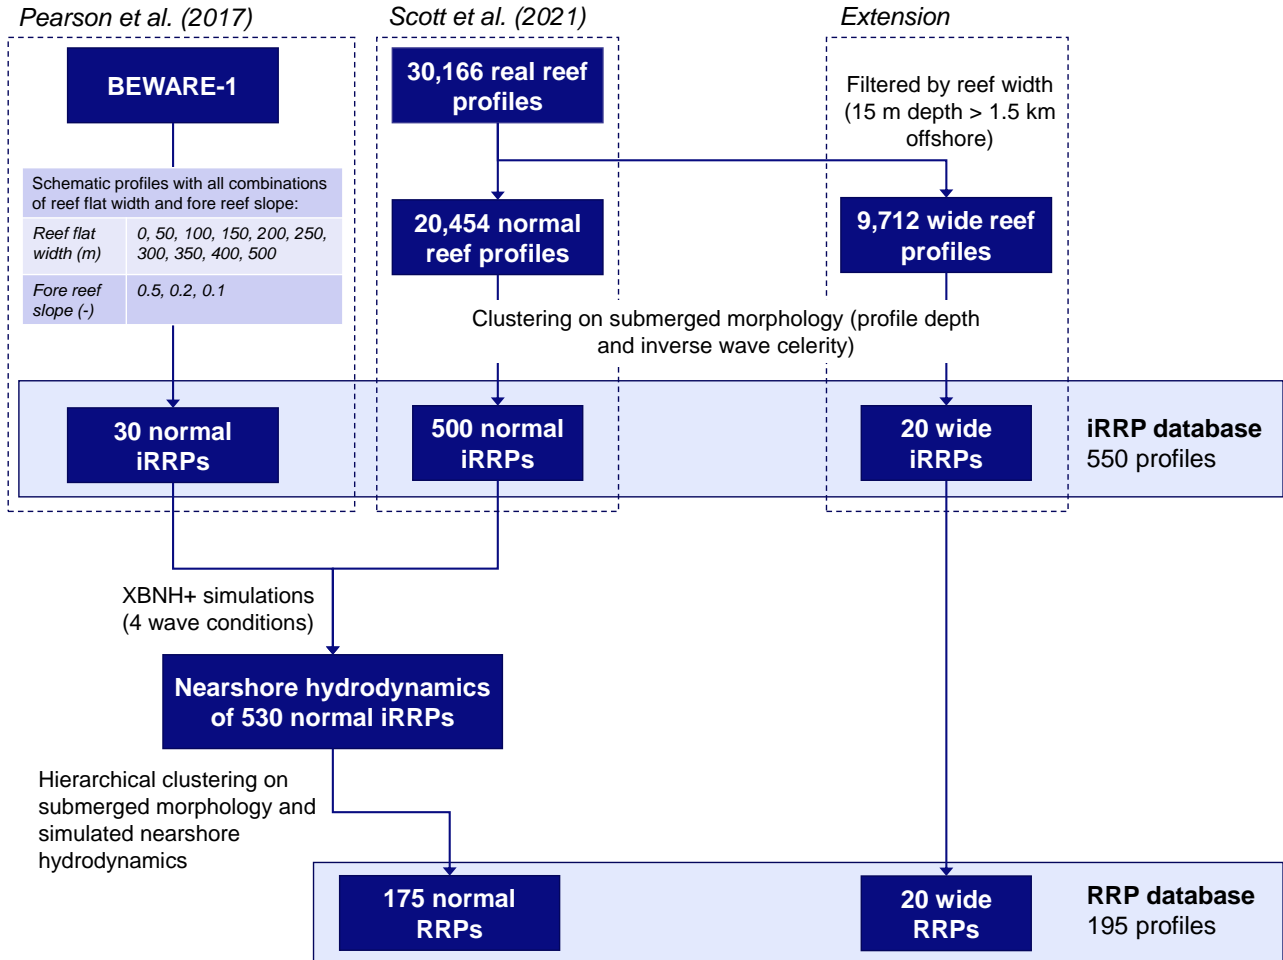 Pearson et al. (2017)
Scott et al. (2021)
Extension
BEWARE-1
30,166 real reef
profiles
Filtered by reef width
(15 m depth > 1.5 km
offshore)
Schematic profiles with all combinations
of reef flat width and fore reef slope:
Reef flat
width (m)
0, 50, 100, 150, 200, 250,
300, 350, 400, 500
Fore reef
slope (-)
0.5, 0.2, 0.1
20,454 normal
reef profiles
9,712 wide reef
profiles
Clustering on submerged morphology (profile depth
and inverse wave celerity)
30 normal
iRRPs
500 normal
iRRPs
20 wide
iRRPs
iRRP database
550 profiles
XBNH+ simulations
(4 wave conditions)
Nearshore hydrodynamics
of 530 normal iRRPs
Hierarchical clustering on
submerged morphology and
simulated nearshore
hydrodynamics
175 normal
RRPs
20 wide
RRPs
RRP database
195 profiles